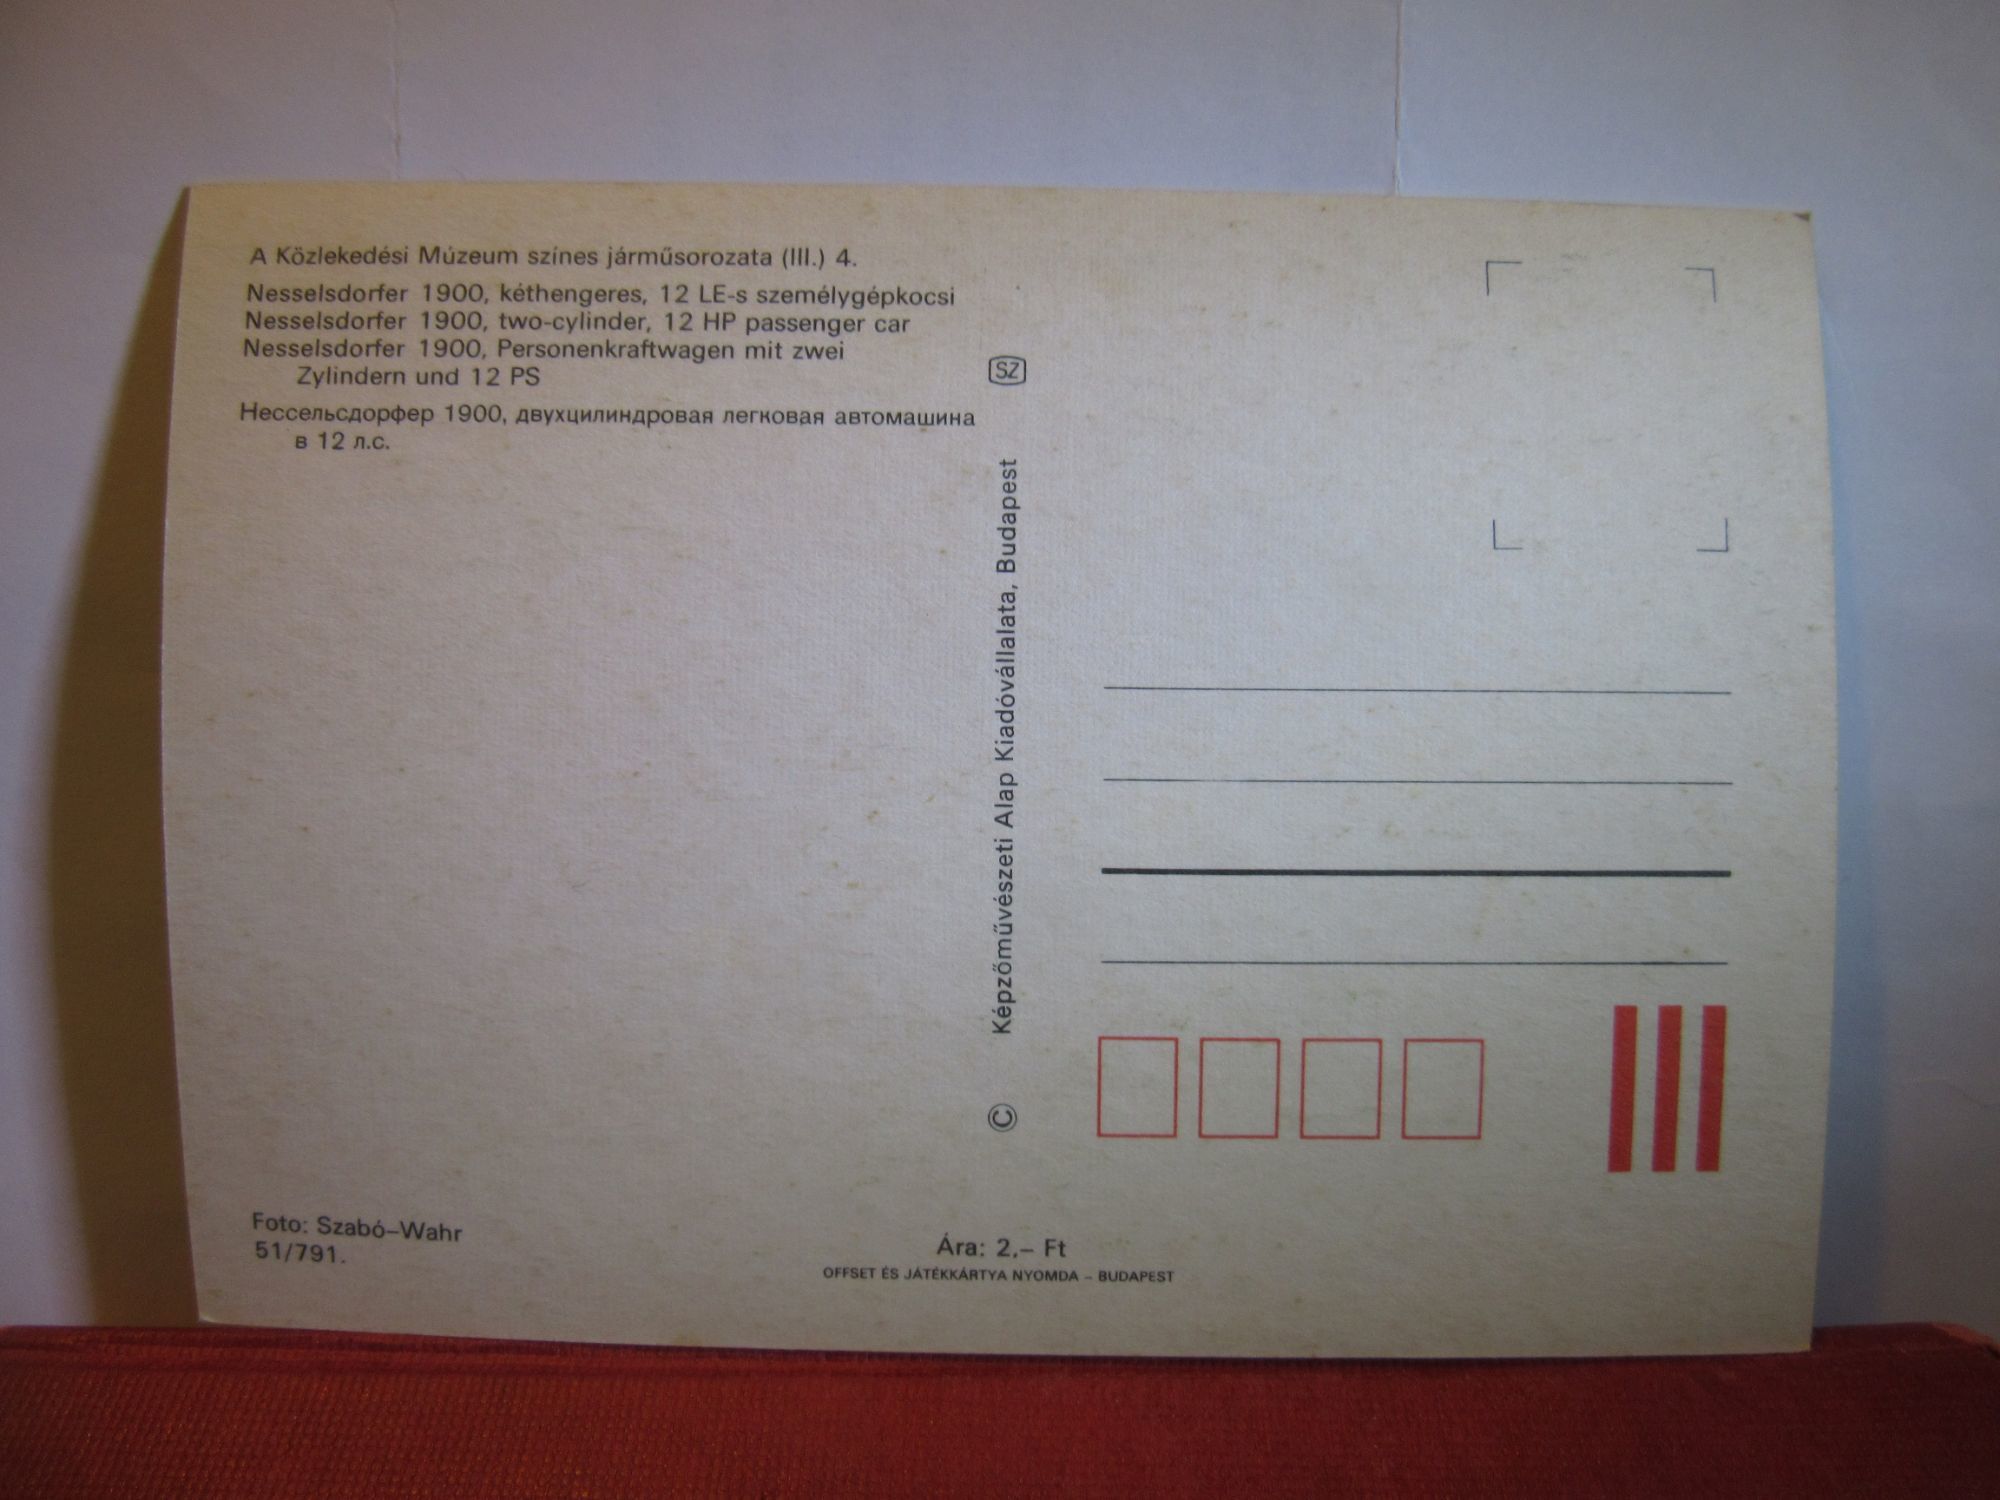 A Közlekedési Múzeum színes járműsorozata (III.) 4.
Nesselsdorfer 1900, kéthengeres, 12 LE-s személygépkocsi
Nesselsdorfer 1900, two-cylinder, 12 HP passenger car
Nesselsdorfer 1900, Personenkraftwagen mit zwei
Zylindern und 12 PS
Нессельсдорфер 1900, двухцилиндровая легковая автомашина
в 12 л.с.
SZ
© Képzőművészeti Alap Kiadóvállalata, Budapest
Foto: Szabó–Wahr
51/791.
Ára: 2.– Ft
OFFSET ÉS JÁTÉKKÁRTYA NYOMDA – BUDAPEST